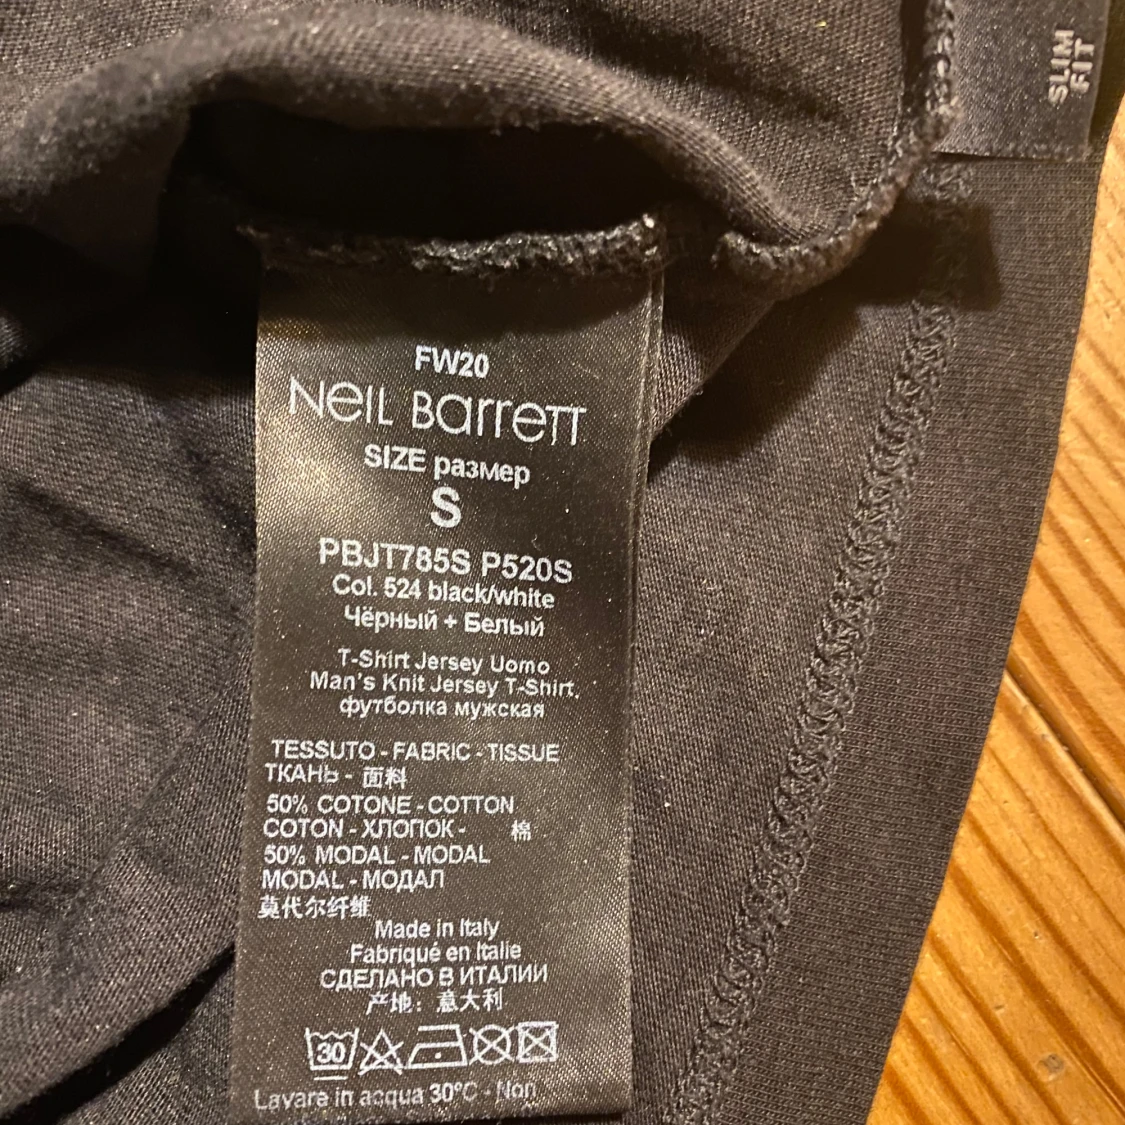 SLIM
FIT
FW20
NEIL BARRETT
SIZE размер
S
PBJT785S P520S
Col. 524 black/white
Чёрный + Белый
T-Shirt Jersey Uomo
Man's Knit Jersey T-Shirt.
футболка мужская
TESSUTO - FABRIC - TISSUE
ТКАНЬ - 面料
50% COTONE - COTTON
COTON - ХЛОПОК - 棉
50% MODAL - MODAL
MODAL - МОДАЛ
莫代尔纤维
Made in Italy
Fabriqué en Italie
СДЕЛАНО В ИТАЛИИ
产地：意大利
30
Lavare in acqua 30°C - Non